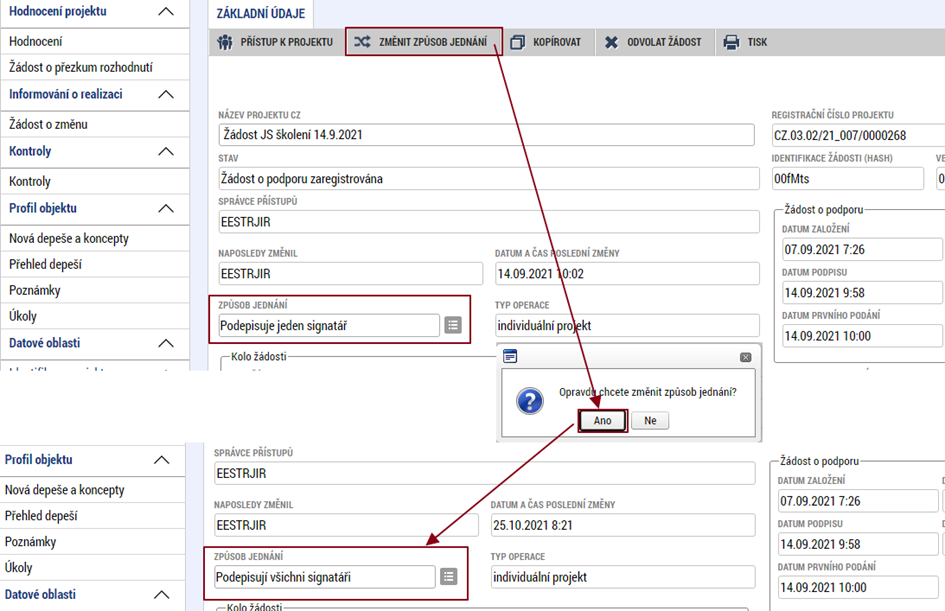 Hodnocení projektu
Hodnocení
Žádost o přezkum rozhodnutí
Informování o realizaci
Žádost o změnu
Kontroly
Kontroly
Profil objektu
Nová depeše a koncepty
Přehled depeší
Poznámky
Úkoly
Datové oblasti
ZÁKLADNÍ ÚDAJE
PŘÍSTUP K PROJEKTU
ZMĚNIT ZPŮSOB JEDNÁNÍ
KOPÍROVAT
ODVOLAT ŽÁDOST
TISK
NÁZEV PROJEKTU CZ
Žádost JS školení 14.9.2021
STAV
Žádost o podporu zaregistrována
SPRÁVCE PŘÍSTUPŮ
EESTRJIR
NAPOSLEDY ZMĚNIL
EESTRJIR
DATUM A ČAS POSLEDNÍ ZMĚNY
14.09.2021 10:02
ZPŮSOB JEDNÁNÍ
Podepisuje jeden signatář
TYP OPERACE
individuální projekt
Kolo žádosti
REGISTRAČNÍ ČÍSLO PROJEKTU
CZ.03.02/21_007/0000268
IDENTIFIKACE ŽÁDOSTI (HASH)
00fMts
VE
0
Žádost o podporu
DATUM ZALOŽENÍ
07.09.2021 7:26
DATUM PODPISU
14.09.2021 9:58
DATUM PRVNÍHO PODÁNÍ
14.09.2021 10:00
Opravdu chcete změnit způsob jednání?
Ano
Ne
Profil objektu
Nová depeše a koncepty
Přehled depeší
Poznámky
Úkoly
Datové oblasti
SPRÁVCE PŘÍSTUPŮ
EESTRJIR
NAPOSLEDY ZMĚNIL
EESTRJIR
DATUM A ČAS POSLEDNÍ ZMĚNY
25.10.2021 8:21
ZPŮSOB JEDNÁNÍ
Podepisují všichni signatáři
TYP OPERACE
individuální projekt
Kolo žádosti
Žádost o podporu
DATUM ZALOŽENÍ
07.09.2021 7:26
DATUM PODPISU
14.09.2021 9:58
DATUM PRVNÍHO PODÁNÍ
14.09.2021 10:00